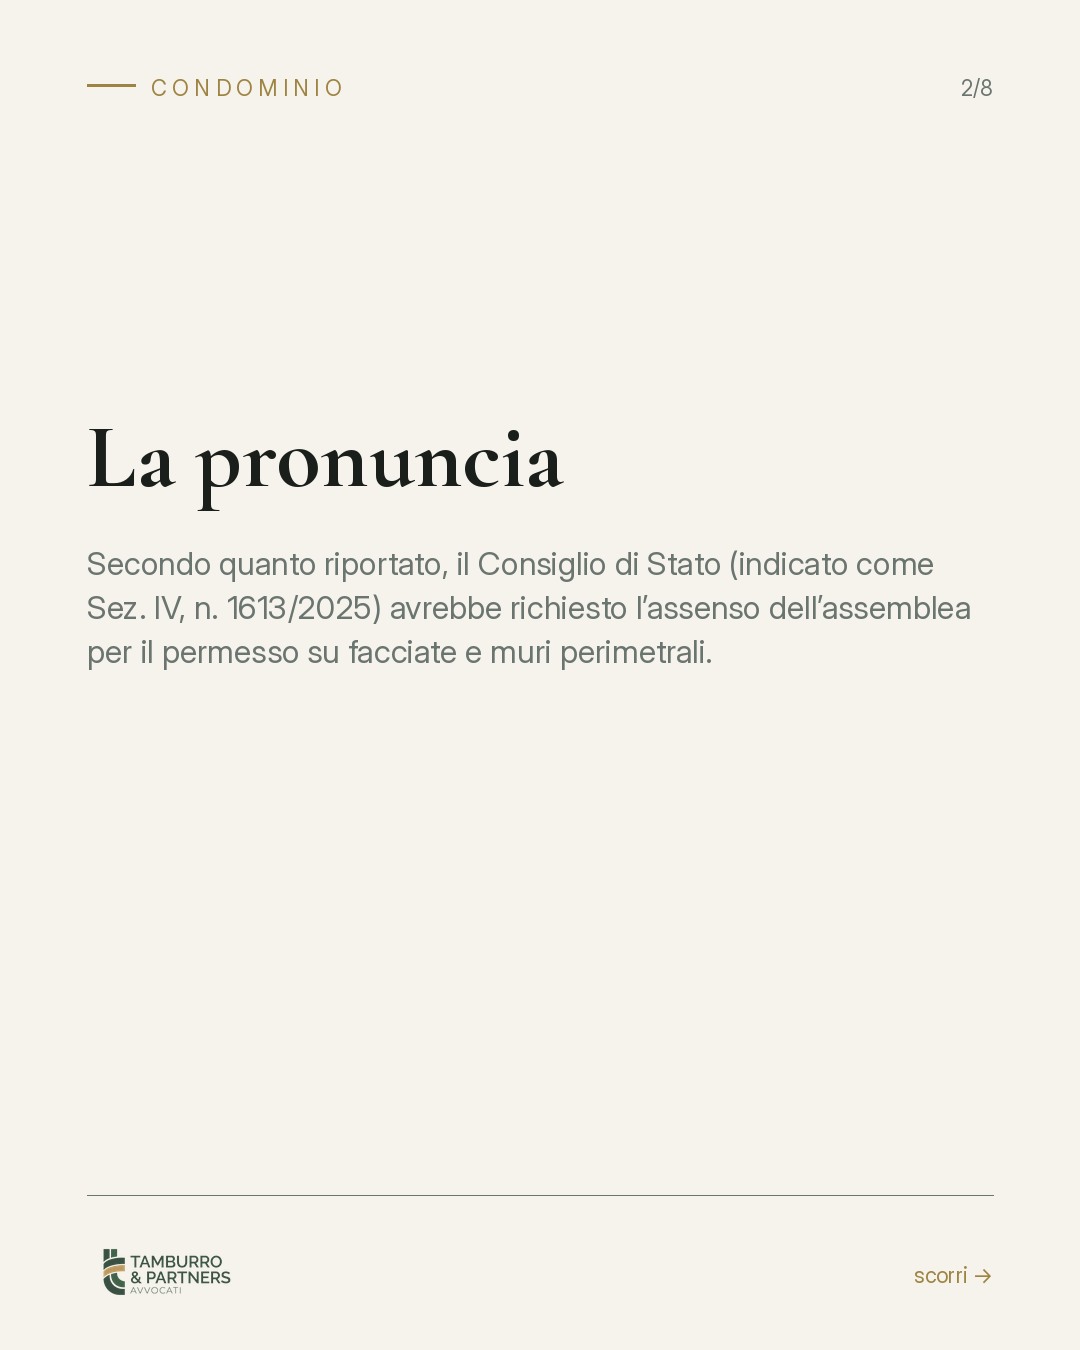 CONDOMINIO
2/8
La pronuncia
Secondo quanto riportato, il Consiglio di Stato (indicato come
Sez. IV, n. 1613/2025) avrebbe richiesto l’assenso dell’assemblea
per il permesso su facciate e muri perimetrali.
TAMBURRO
& PARTNERS
AVVOCATI
scorri →